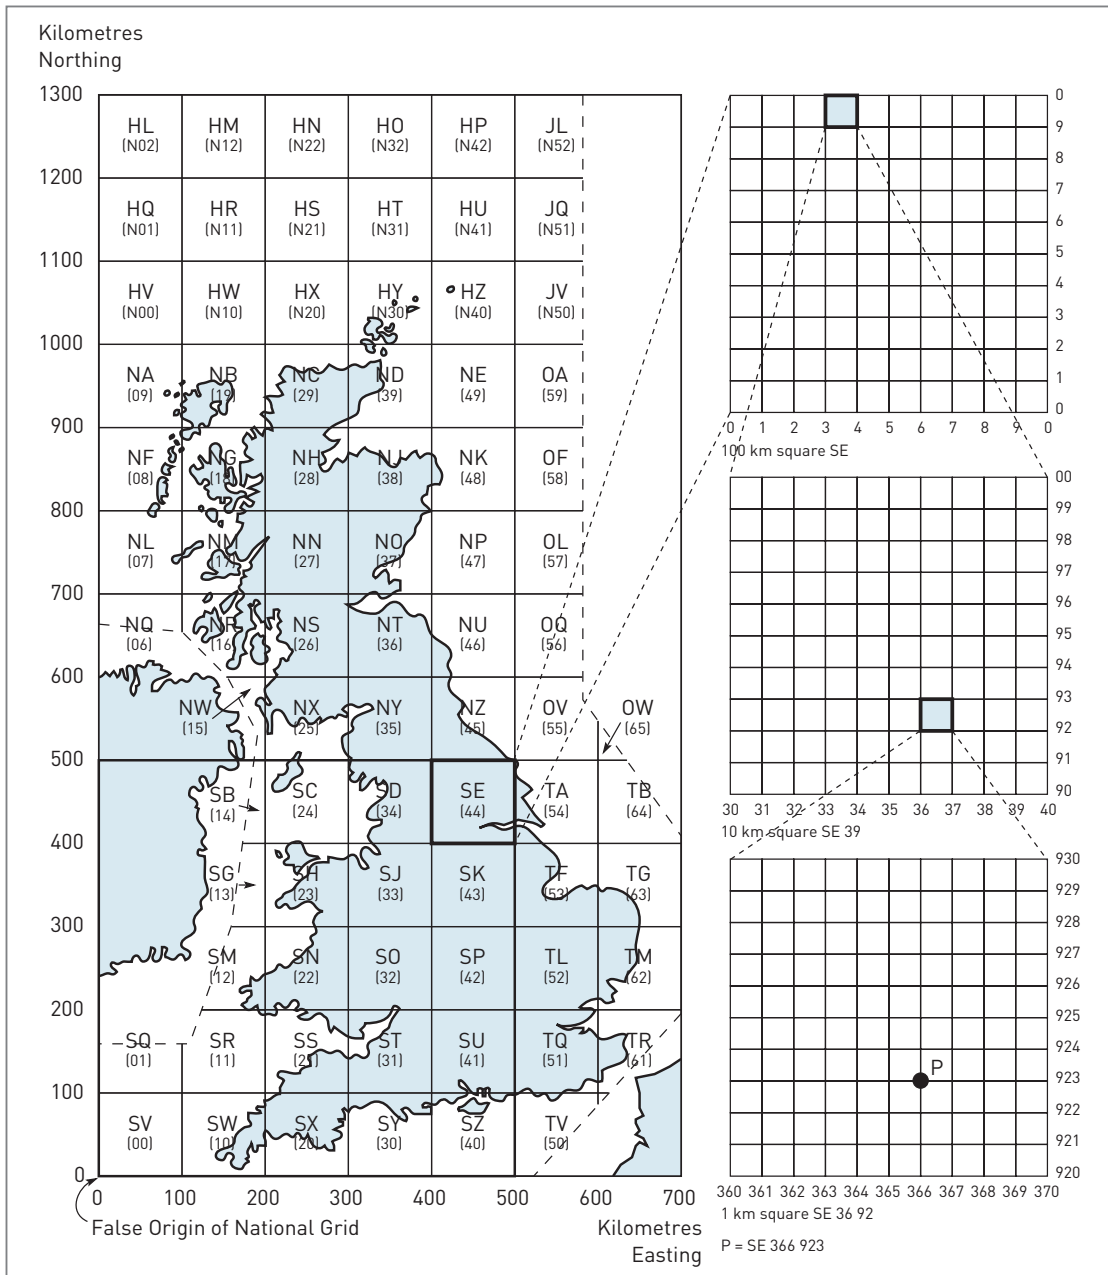 Kilometres
Northing
1300
HL HM HN HO HP JL
(N02) (N12) (N22) (N32) (N42) (N52)
1200
HQ HR HS HT HU JQ
(N01) (N11) (N21) (N31) (N41) (N51)
1100
HV HW HX HY HZ JV
(N00) (N10) (N20) (N30) (N40) (N50)
1000
NA NB NC ND NE OA
(09) (19) (29) (39) (49) (59)
900
NF NG NH NJ NK OF
(08) (18) (28) (38) (48) (58)
800
NL NM NN NO NP OL
(07) (17) (27) (37) (47) (57)
700
NQ NR NS NT NU OQ
(06) (16) (26) (36) (46) (56)
600
NW NX NY NZ OV OW
(15) (25) (35) (45) (55) (65)
500
SB SC SD SE TA TB
(14) (24) (34) (44) (54) (64)
400
SG SH SJ SK TF TG
(13) (23) (33) (43) (53) (63)
300
SM SN SO SP TL TM
(12) (22) (32) (42) (52) (62)
200
SQ SR SS ST SU TQ TR
(01) (11) (21) (31) (41) (51) (61)
100
SV SW SX SY SZ TV
(00) (10) (20) (30) (40) (50)
0
0 100 200 300 400 500 600 700
False Origin of National Grid
Kilometres
Easting
0
9
8
7
6
5
4
3
2
1
0
0 1 2 3 4 5 6 7 8 9 0
100 km square SE
00
99
98
97
96
95
94
93
92
91
90
30 31 32 33 34 35 36 37 38 39 40
10 km square SE 39
930
929
928
927
926
925
924
P
923
922
921
920
360 361 362 363 364 365 366 367 368 369 370
1 km square SE 36 92
P = SE 366 923